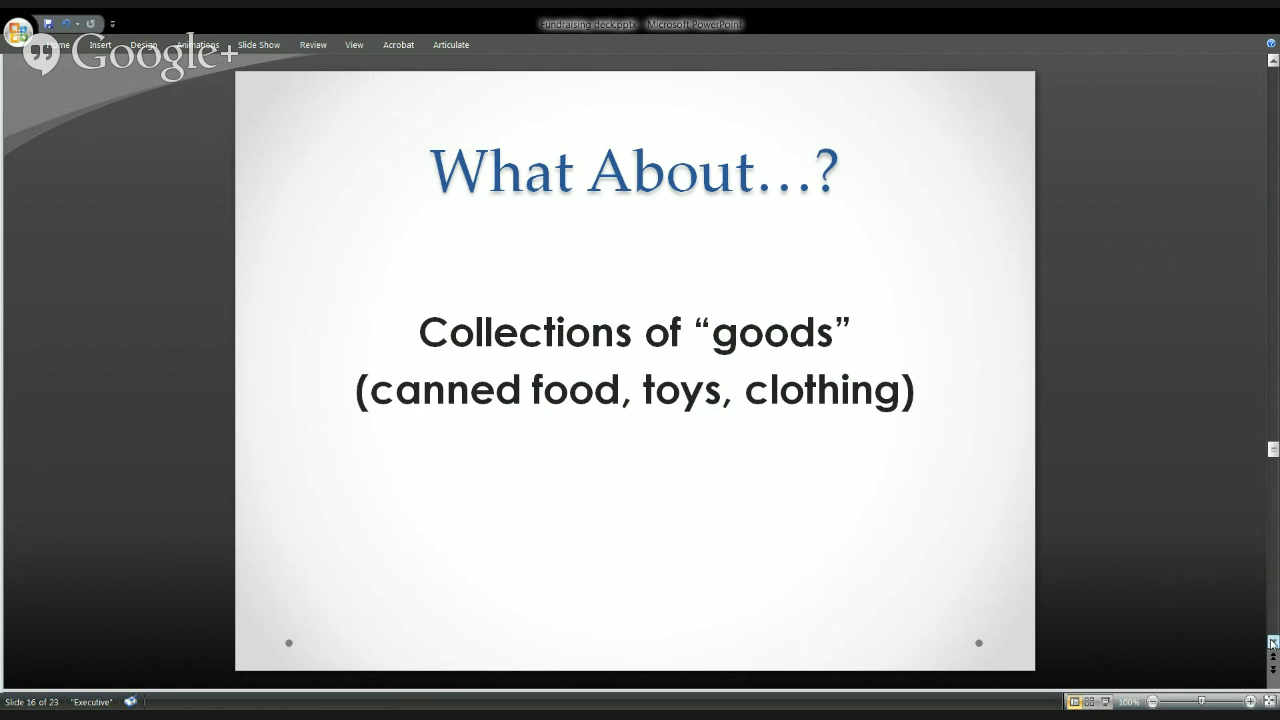 Fundraising deck.pptx - Microsoft PowerPoint
Home Insert Design Animations Slide Show Review View Acrobat Articulate
Google+
What About…?
Collections of “goods”
(canned food, toys, clothing)
Slide 16 of 23 "Executive" 100%